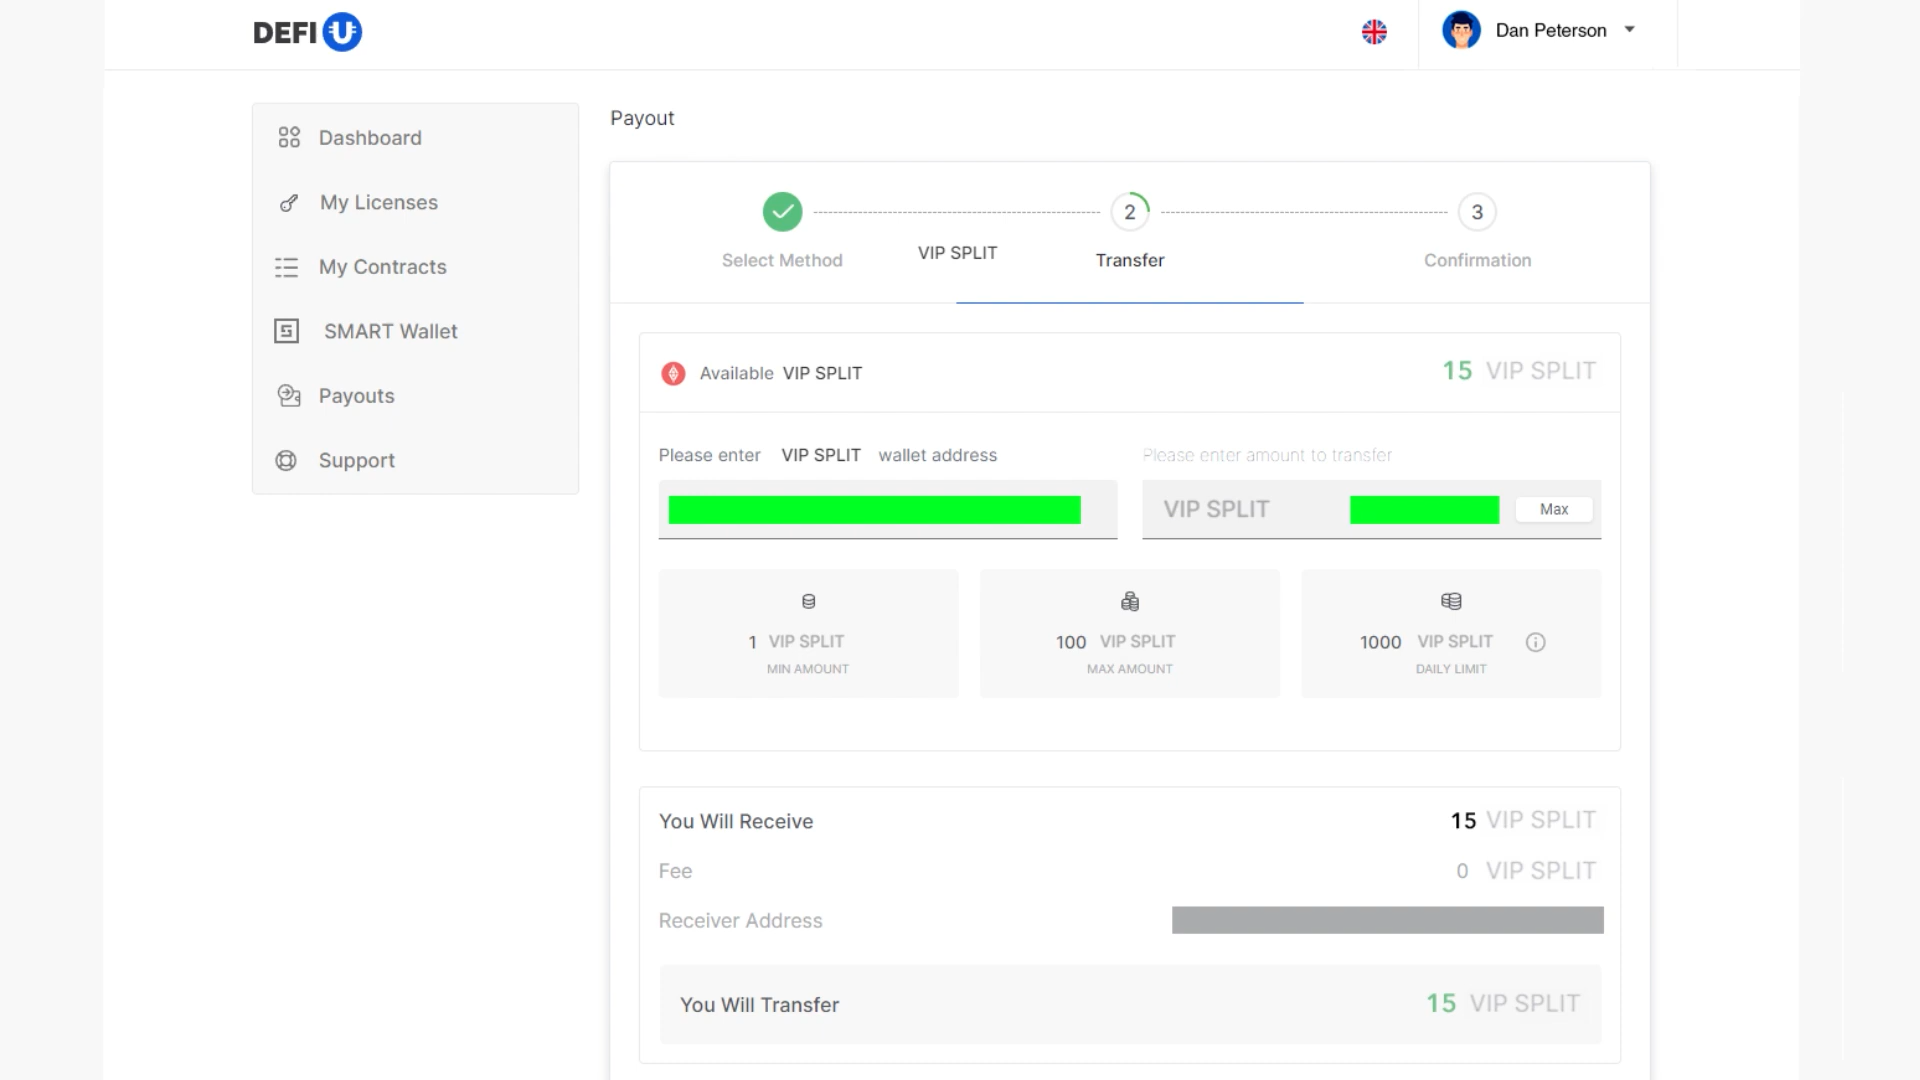 DEFI U
Dan Peterson
Dashboard
My Licenses
My Contracts
SMART Wallet
Payouts
Support
Payout
2
3
Select Method
VIP SPLIT
Transfer
Confirmation
Available VIP SPLIT
15 VIP SPLIT
Please enter VIP SPLIT wallet address
Please enter amount to transfer
VIP SPLIT
Max
1 VIP SPLIT
MIN AMOUNT
100 VIP SPLIT
MAX AMOUNT
1000 VIP SPLIT
DAILY LIMIT
You Will Receive
15 VIP SPLIT
Fee
0 VIP SPLIT
Receiver Address
You Will Transfer
15 VIP SPLIT